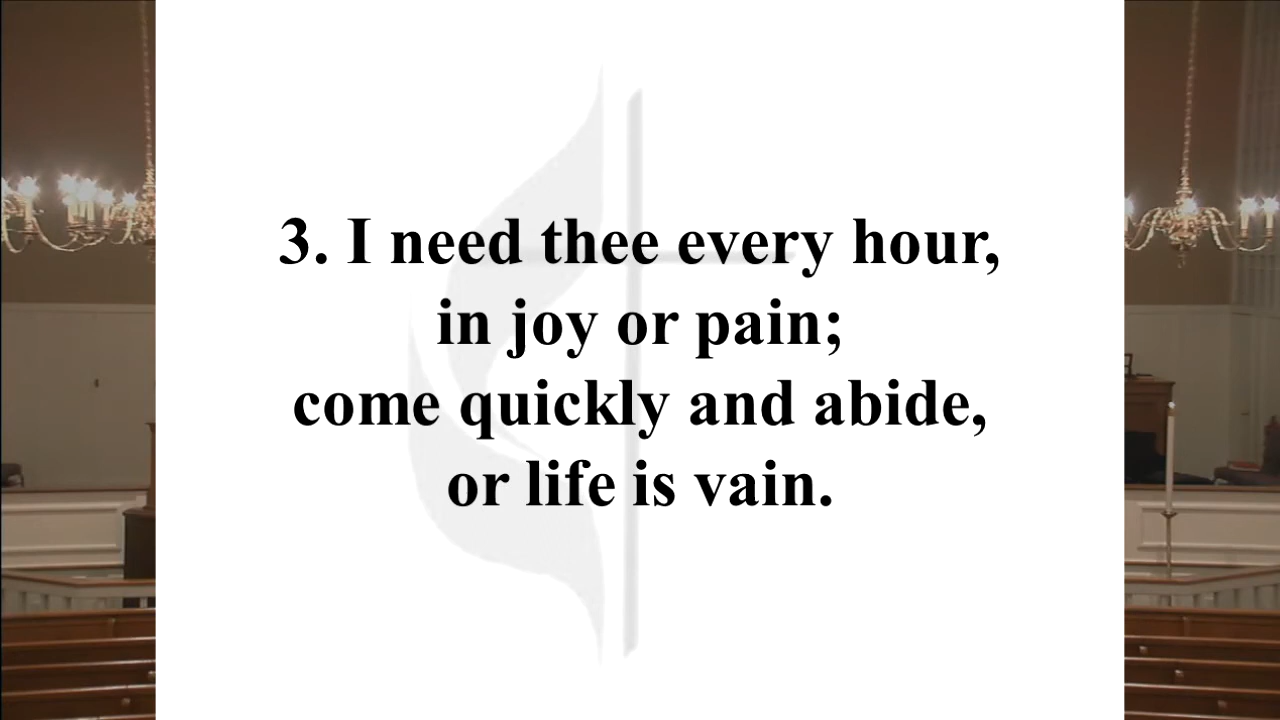 3. I need thee every hour,
in joy or pain;
come quickly and abide,
or life is vain.